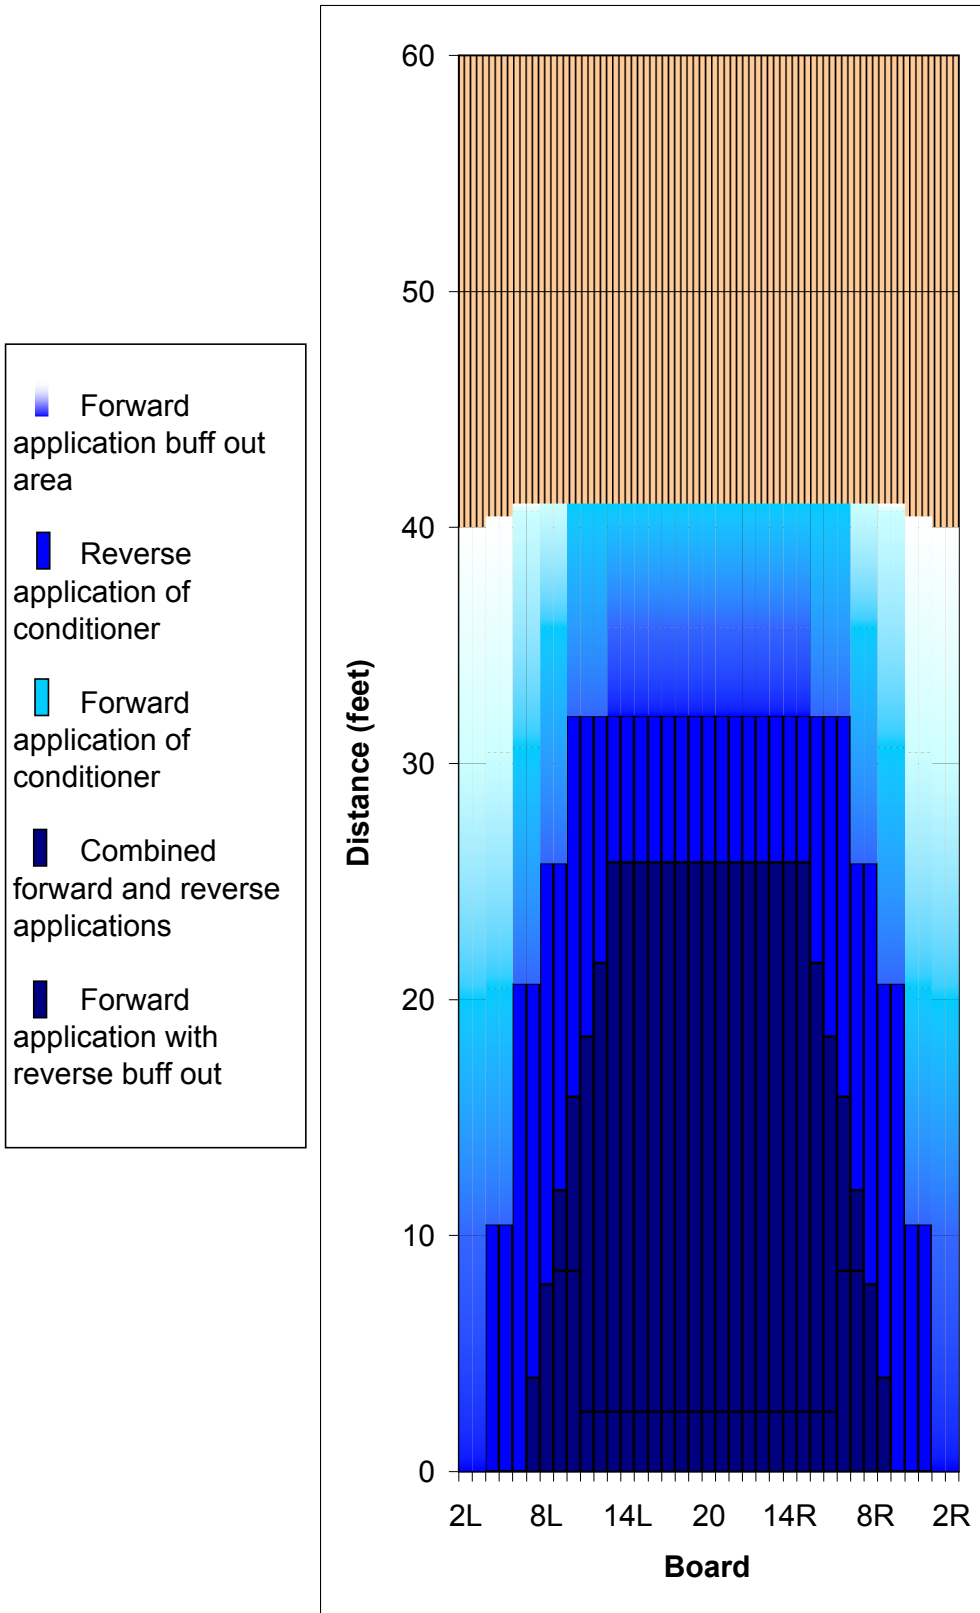 Forward
application buff out
area
Reverse
application of
conditioner
Forward
application of
conditioner
Combined
forward and reverse
applications
Forward
application with
reverse buff out
60
50
40
30
20
10
0
Distance (feet)
2L 8L 14L 20 14R 8R 2R
Board